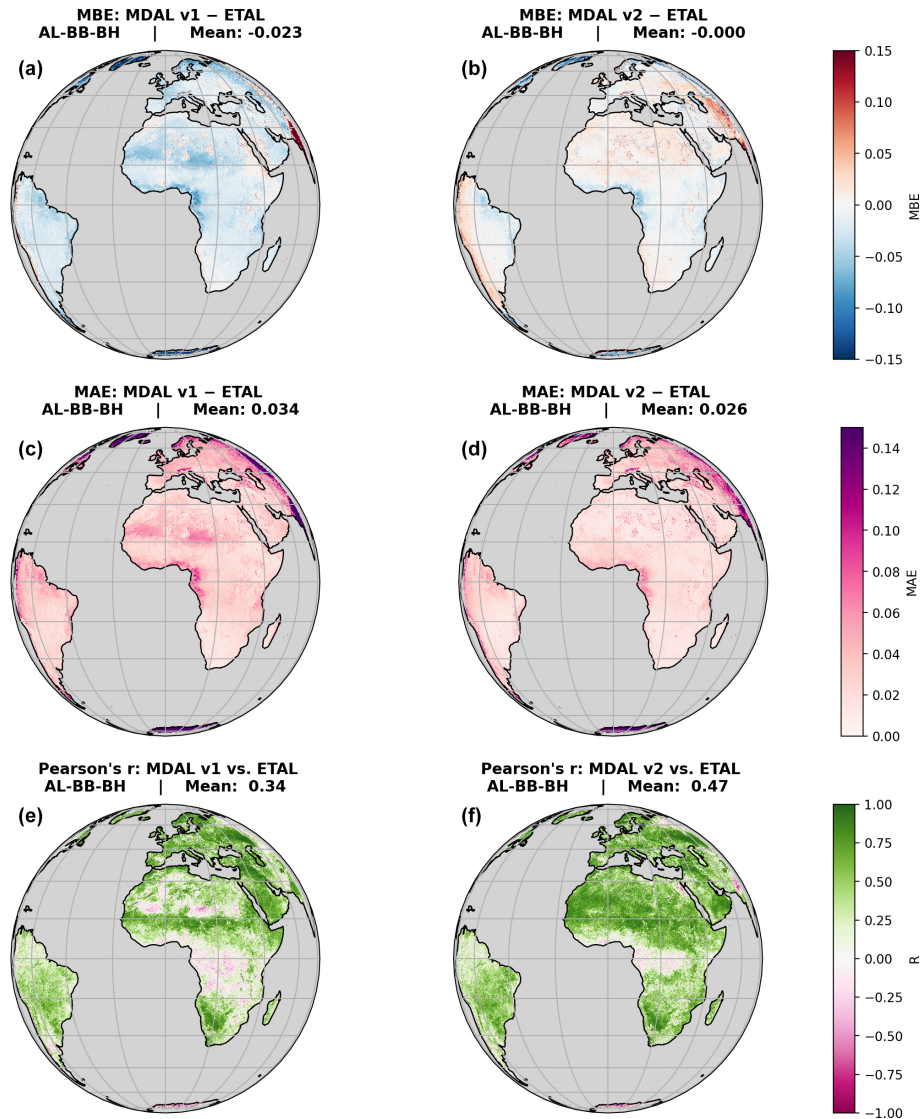 MBE: MDAL v1 − ETAL
AL-BB-BH | Mean: -0.023
(a)
MBE: MDAL v2 − ETAL
AL-BB-BH | Mean: -0.000
(b)
0.15
0.10
0.05
0.00
−0.05
−0.10
−0.15
MBE
MAE: MDAL v1 − ETAL
AL-BB-BH | Mean: 0.034
(c)
MAE: MDAL v2 − ETAL
AL-BB-BH | Mean: 0.026
(d)
0.14
0.12
0.10
0.08
0.06
0.04
0.02
0.00
MAE
Pearson's r: MDAL v1 vs. ETAL
AL-BB-BH | Mean: 0.34
(e)
Pearson's r: MDAL v2 vs. ETAL
AL-BB-BH | Mean: 0.47
(f)
1.00
0.75
0.50
0.25
0.00
−0.25
−0.50
−0.75
−1.00
R